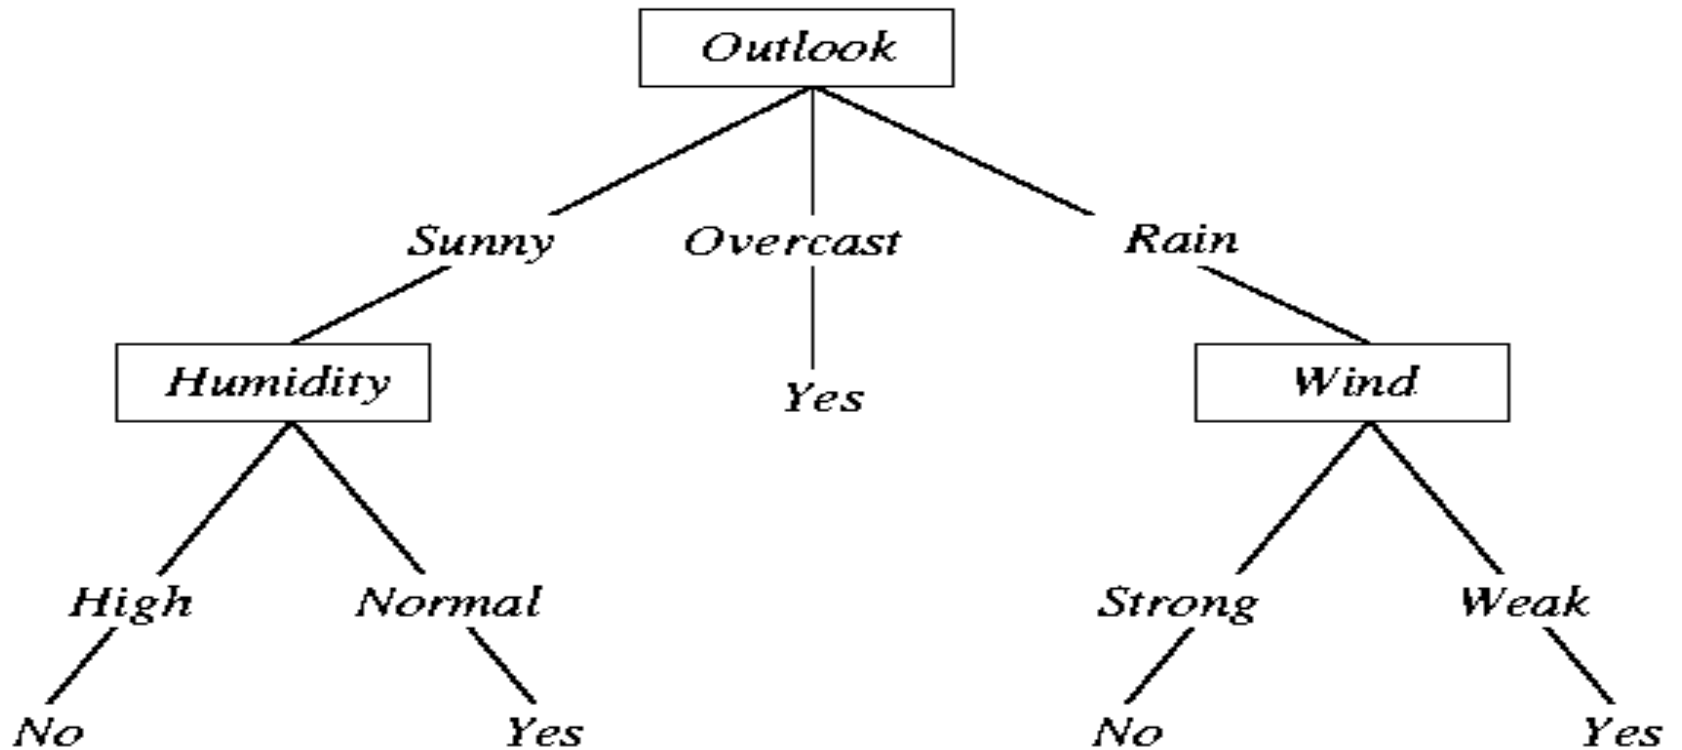 Outlook
Sunny Overcast Rain
Humidity Yes Wind
High Normal Strong Weak
No Yes No Yes